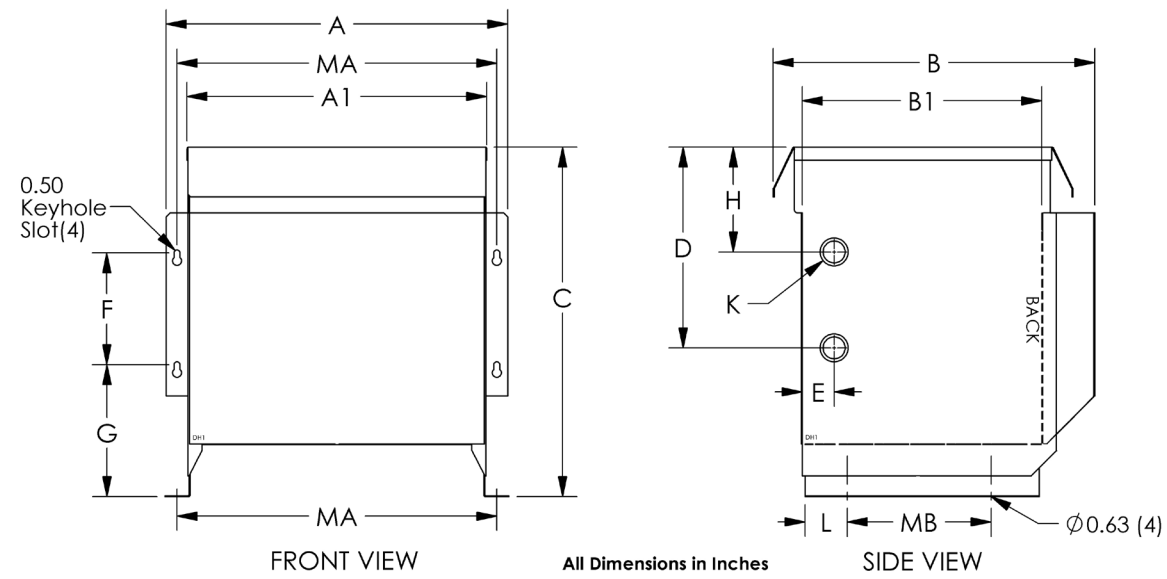 A
MA
A1
0.50
Keyhole
Slot(4)
F
G
C
DH1
MA
FRONT VIEW
B
B1
H
D
K
BACK
E
DH1
L
MB
Ø0.63 (4)
All Dimensions in Inches
SIDE VIEW